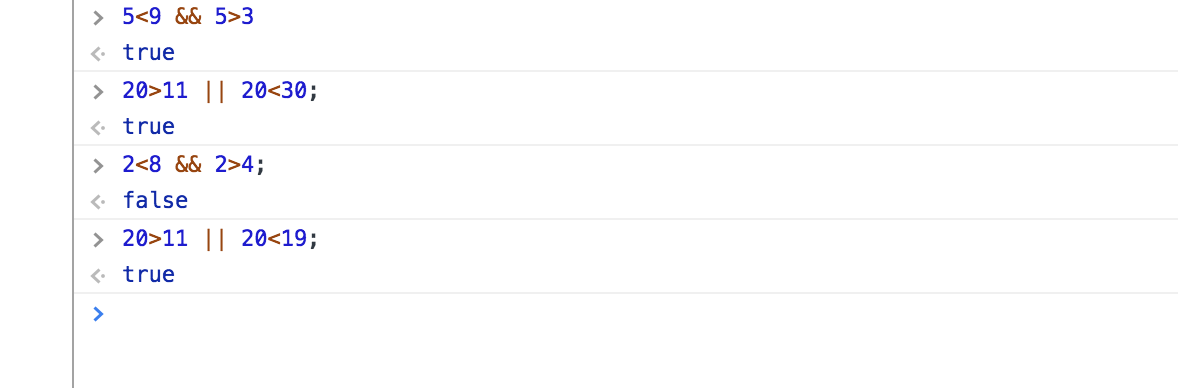 > 5<9 && 5>3
true
> 20>11 || 20<30;
true
> 2<8 && 2>4;
false
> 20>11 || 20<19;
true
>